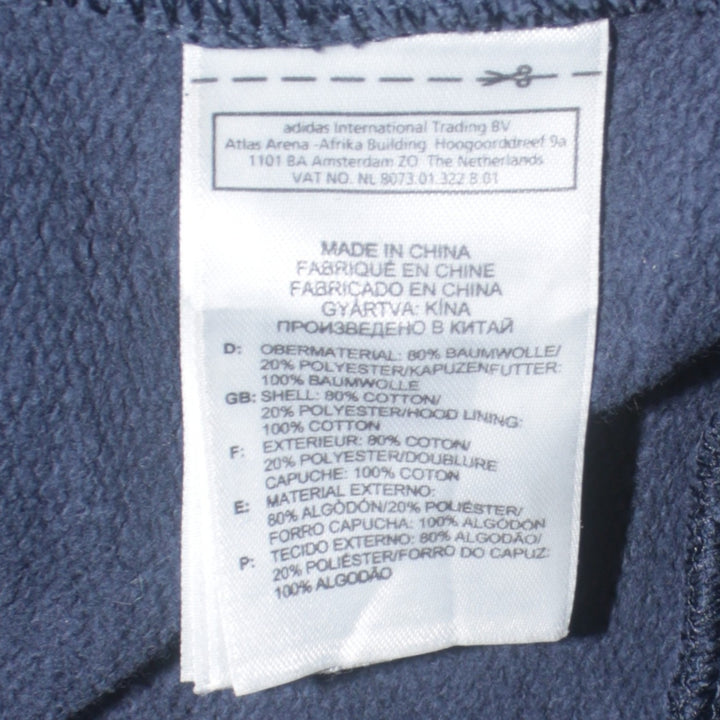 adidas International Trading BV
Atlas Arena -Afrika Building Hoogoorddreef 9a
1101 BA Amsterdam ZO The Netherlands
VAT NO. NL 8073.01.322.B.01
MADE IN CHINA
FABRIQUÉ EN CHINE
FABRICADO EN CHINA
GYÁRTVA: KÍNA
ПРОИЗВЕДЕНО В КИТАЙ
D: OBERMATERIAL: 80% BAUMWOLLE/
20% POLYESTER/KAPUZENFUTTER:
100% BAUMWOLLE
GB: SHELL: 80% COTTON/
20% POLYESTER/HOOD LINING:
100% COTTON
F: EXTERIEUR: 80% COTON/
20% POLYESTER/DOUBLURE
CAPUCHE: 100% COTON
E: MATERIAL EXTERNO:
80% ALGODÓN/20% POLIÉSTER/
FORRO CAPUCHA: 100% ALGODÓN
P: TECIDO EXTERNO: 80% ALGODÃO/
20% POLIÉSTER/FORRO DO CAPUZ:
100% ALGODÃO